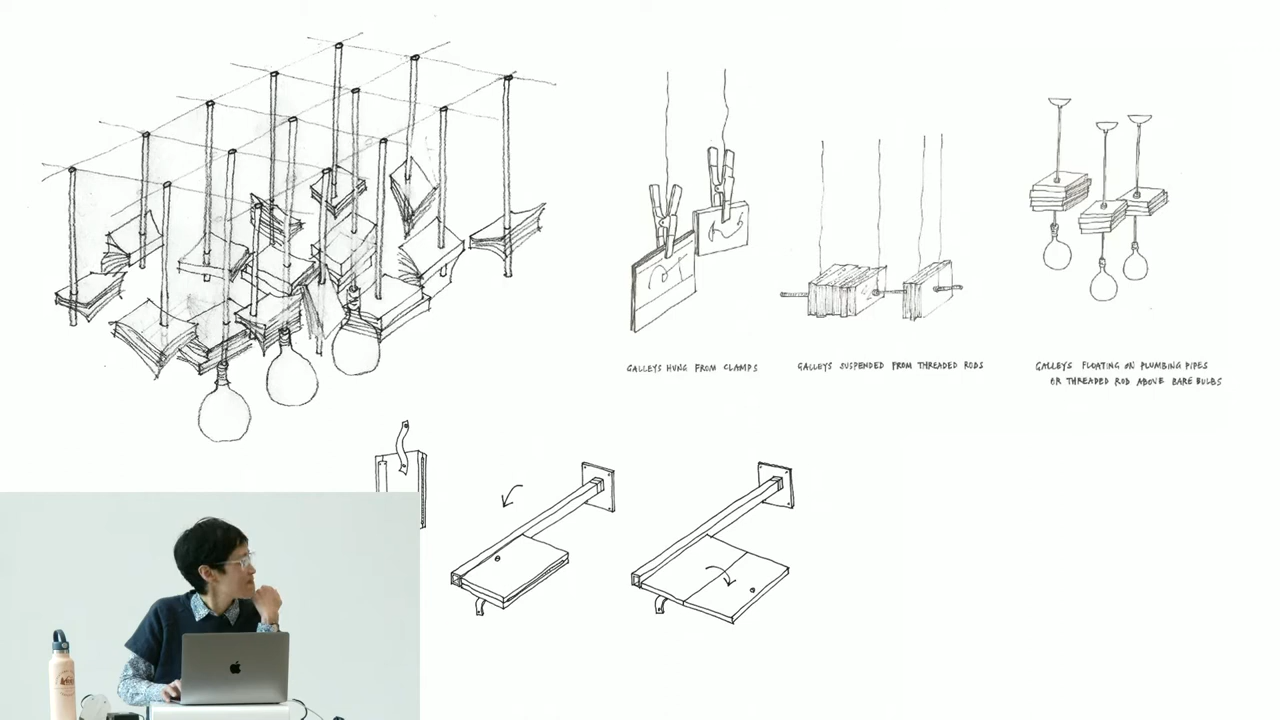 GALLEYS HUNG FROM CLAMPS
GALLEYS SUSPENDED FROM THREADED RODS
GALLEYS FLOATING ON PLUMBING PIPES
OR THREADED ROD ABOVE BARE BULBS